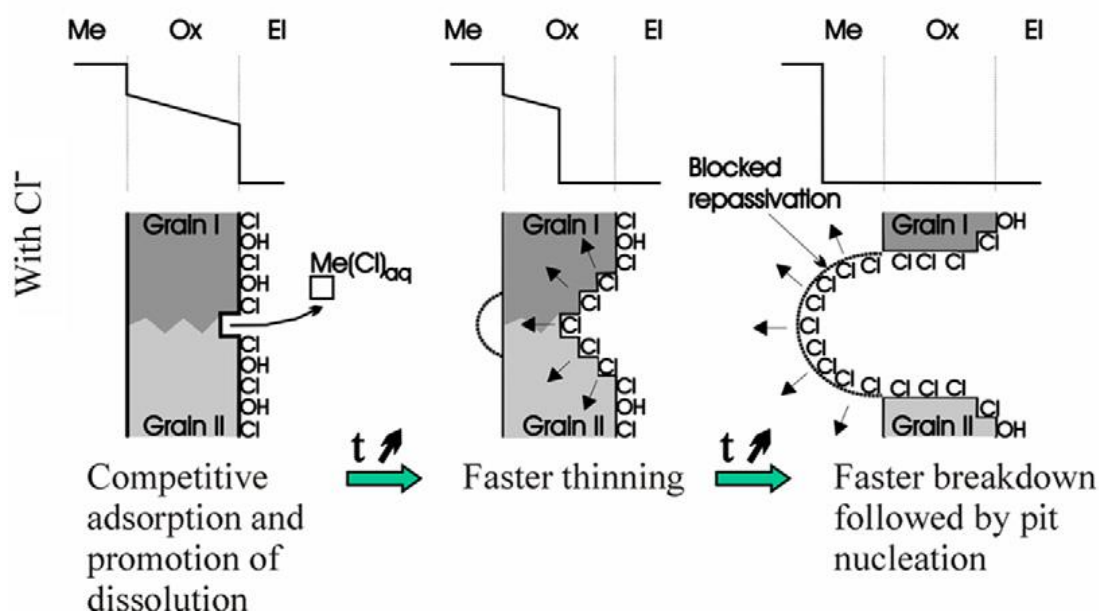 Me Ox El
Me Ox El
Me Ox El
With Cl⁻
Grain I
Cl
OH
Cl
OH
Cl
Me(Cl)aq
Cl
OH
Cl
OH
Cl
Grain II
Grain I
Cl
OH
Cl
Cl
Cl
Cl
Cl
Cl
Cl
OH
Cl
Grain II
Blocked
repassivation
Grain I
OH
Cl
Cl Cl Cl
Cl
Cl
Cl
Cl
Cl
Cl
Cl
Cl
Cl
Cl Cl Cl
Cl
OH
Grain II
t
t
Competitive
adsorption and
promotion of
dissolution
Faster thinning
Faster breakdown
followed by pit
nucleation